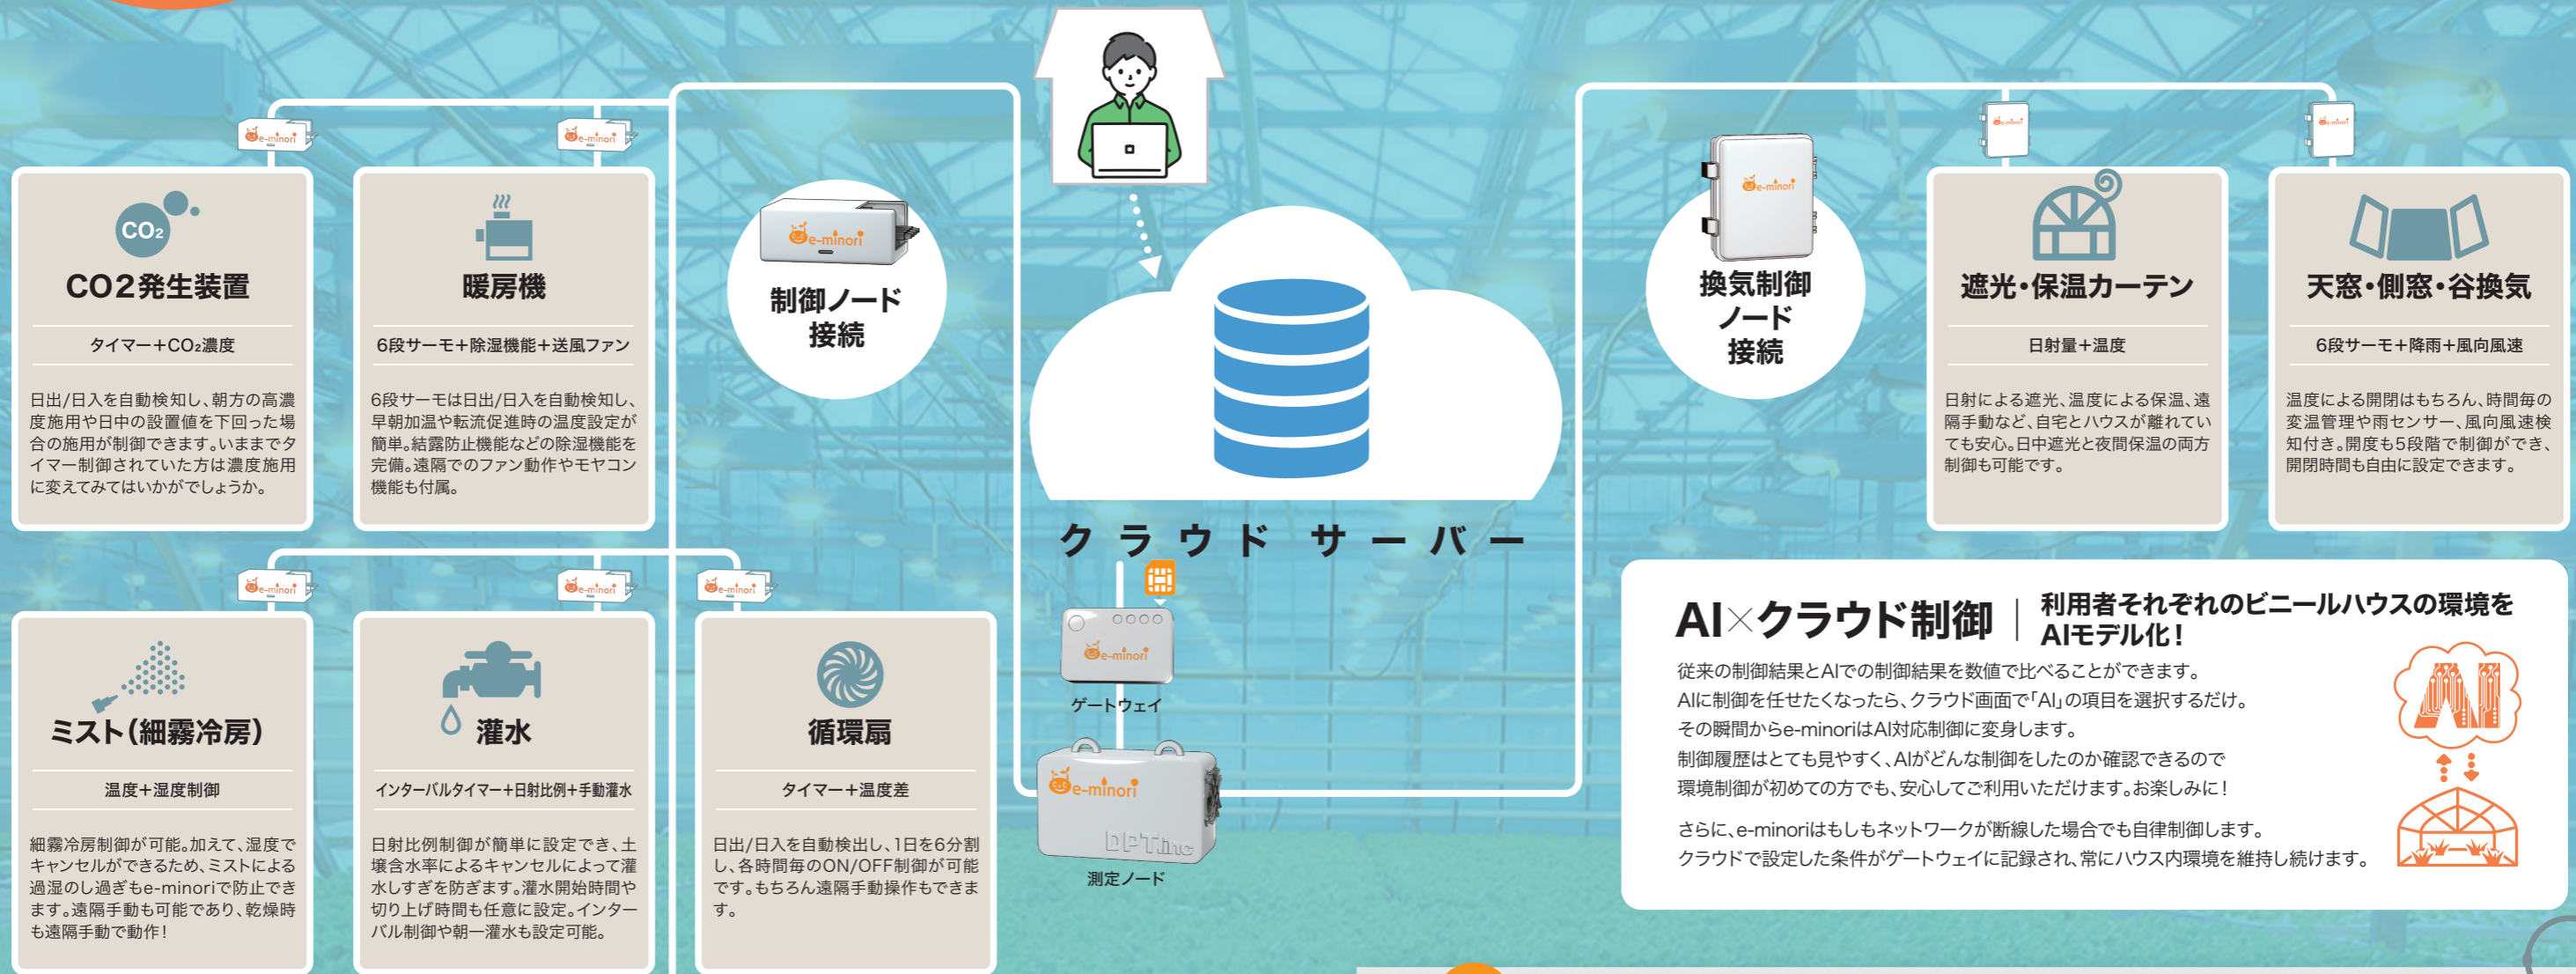 e-minori
e-minori
CO₂
CO2発生装置
タイマー+CO₂濃度
日出/日入を自動検知し、朝方の高濃
度施用や日中の設置値を下回った場
合の施用が制御できます。いままでタ
イマー制御されていた方は濃度施用
に変えてみてはいかがでしょうか。
暖房機
6段サーモ+除湿機能+送風ファン
6段サーモは日出/日入を自動検知し、
早朝加温や転流促進時の温度設定が
簡単。結露防止機能などの除湿機能を
完備。遠隔でのファン動作やモヤコン
機能も付属。
e-minori
制御ノード
接続
クラウドサーバー
e-minori
換気制御
ノード
接続
e-minori
e-minori
遮光・保温カーテン
日射量+温度
日射による遮光、温度による保温、遠
隔手動など、自宅とハウスが離れてい
ても安心。日中遮光と夜間保温の両方
制御も可能です。
天窓・側窓・谷換気
6段サーモ+降雨+風向風速
温度による開閉はもちろん、時間毎の
変温管理や雨センサー、風向風速検
知付き。開度も5段階で制御ができ、
開閉時間も自由に設定できます。
e-minori
e-minori
e-minori
ミスト(細霧冷房)
温度+湿度制御
細霧冷房制御が可能。加えて、湿度で
キャンセルができるため、ミストによる
過湿のし過ぎもe-minoriで防止でき
ます。遠隔手動も可能であり、乾燥時
も遠隔手動で動作!
灌水
インターバルタイマー+日射比例+手動灌水
日射比例制御が簡単に設定でき、土
壌含水率によるキャンセルによって灌
水しすぎを防ぎます。灌水開始時間や
切り上げ時間も任意に設定。インター
バル制御や朝一灌水も設定可能。
循環扇
タイマー+温度差
日出/日入を自動検出し、1日を6分割
し、各時間毎のON/OFF制御が可能
です。もちろん遠隔手動操作もできま
す。
e-minori
ゲートウェイ
e-minori
DPT.inc
測定ノード
AI×クラウド制御
利用者それぞれのビニールハウスの環境を
AIモデル化!
従来の制御結果とAIでの制御結果を数値で比べることができます。
AIに制御を任せたくなったら、クラウド画面で「AI」の項目を選択するだけ。
その瞬間からe-minoriはAI対応制御に変身します。
制御履歴はとても見やすく、AIがどんな制御をしたのか確認できるので
環境制御が初めての方でも、安心してご利用いただけます。お楽しみに!
さらに、e-minoriはもしもネットワークが断線した場合でも自律制御します。
クラウドで設定した条件がゲートウェイに記録され、常にハウス内環境を維持し続けます。
AI